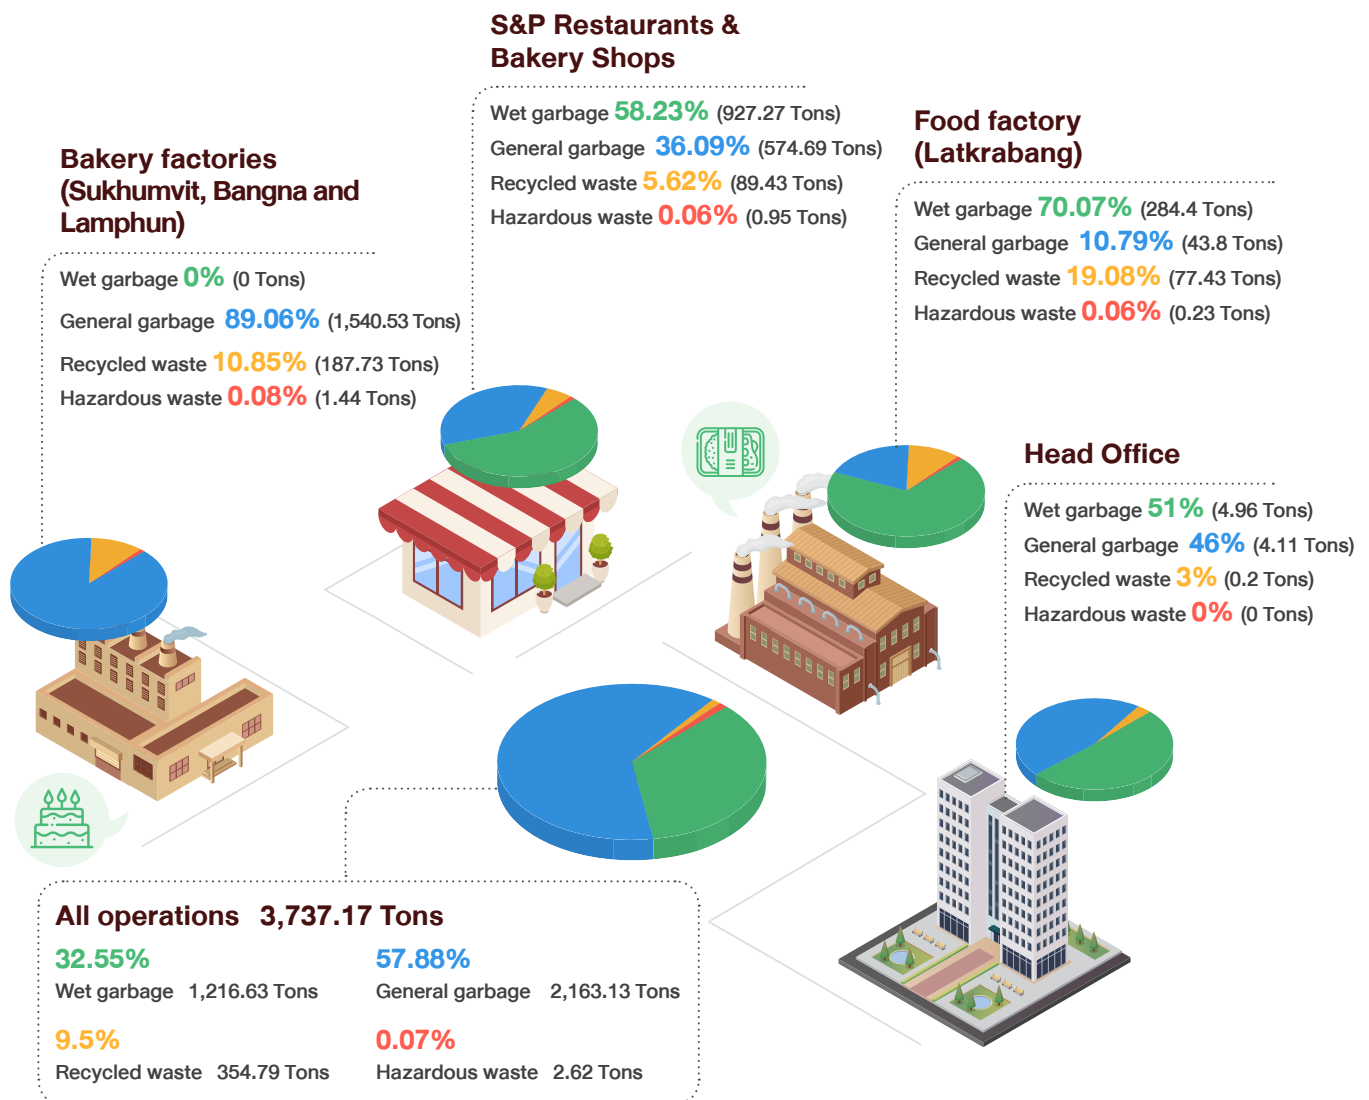 S&P Restaurants &
Bakery Shops
Wet garbage 58.23% (927.27 Tons)
General garbage 36.09% (574.69 Tons)
Recycled waste 5.62% (89.43 Tons)
Hazardous waste 0.06% (0.95 Tons)
Food factory
(Latkrabang)
Wet garbage 70.07% (284.4 Tons)
General garbage 10.79% (43.8 Tons)
Recycled waste 19.08% (77.43 Tons)
Hazardous waste 0.06% (0.23 Tons)
Bakery factories
(Sukhumvit, Bangna and
Lamphun)
Wet garbage 0% (0 Tons)
General garbage 89.06% (1,540.53 Tons)
Recycled waste 10.85% (187.73 Tons)
Hazardous waste 0.08% (1.44 Tons)
Head Office
Wet garbage 51% (4.96 Tons)
General garbage 46% (4.11 Tons)
Recycled waste 3% (0.2 Tons)
Hazardous waste 0% (0 Tons)
All operations 3,737.17 Tons
32.55%
Wet garbage 1,216.63 Tons
57.88%
General garbage 2,163.13 Tons
9.5%
Recycled waste 354.79 Tons
0.07%
Hazardous waste 2.62 Tons